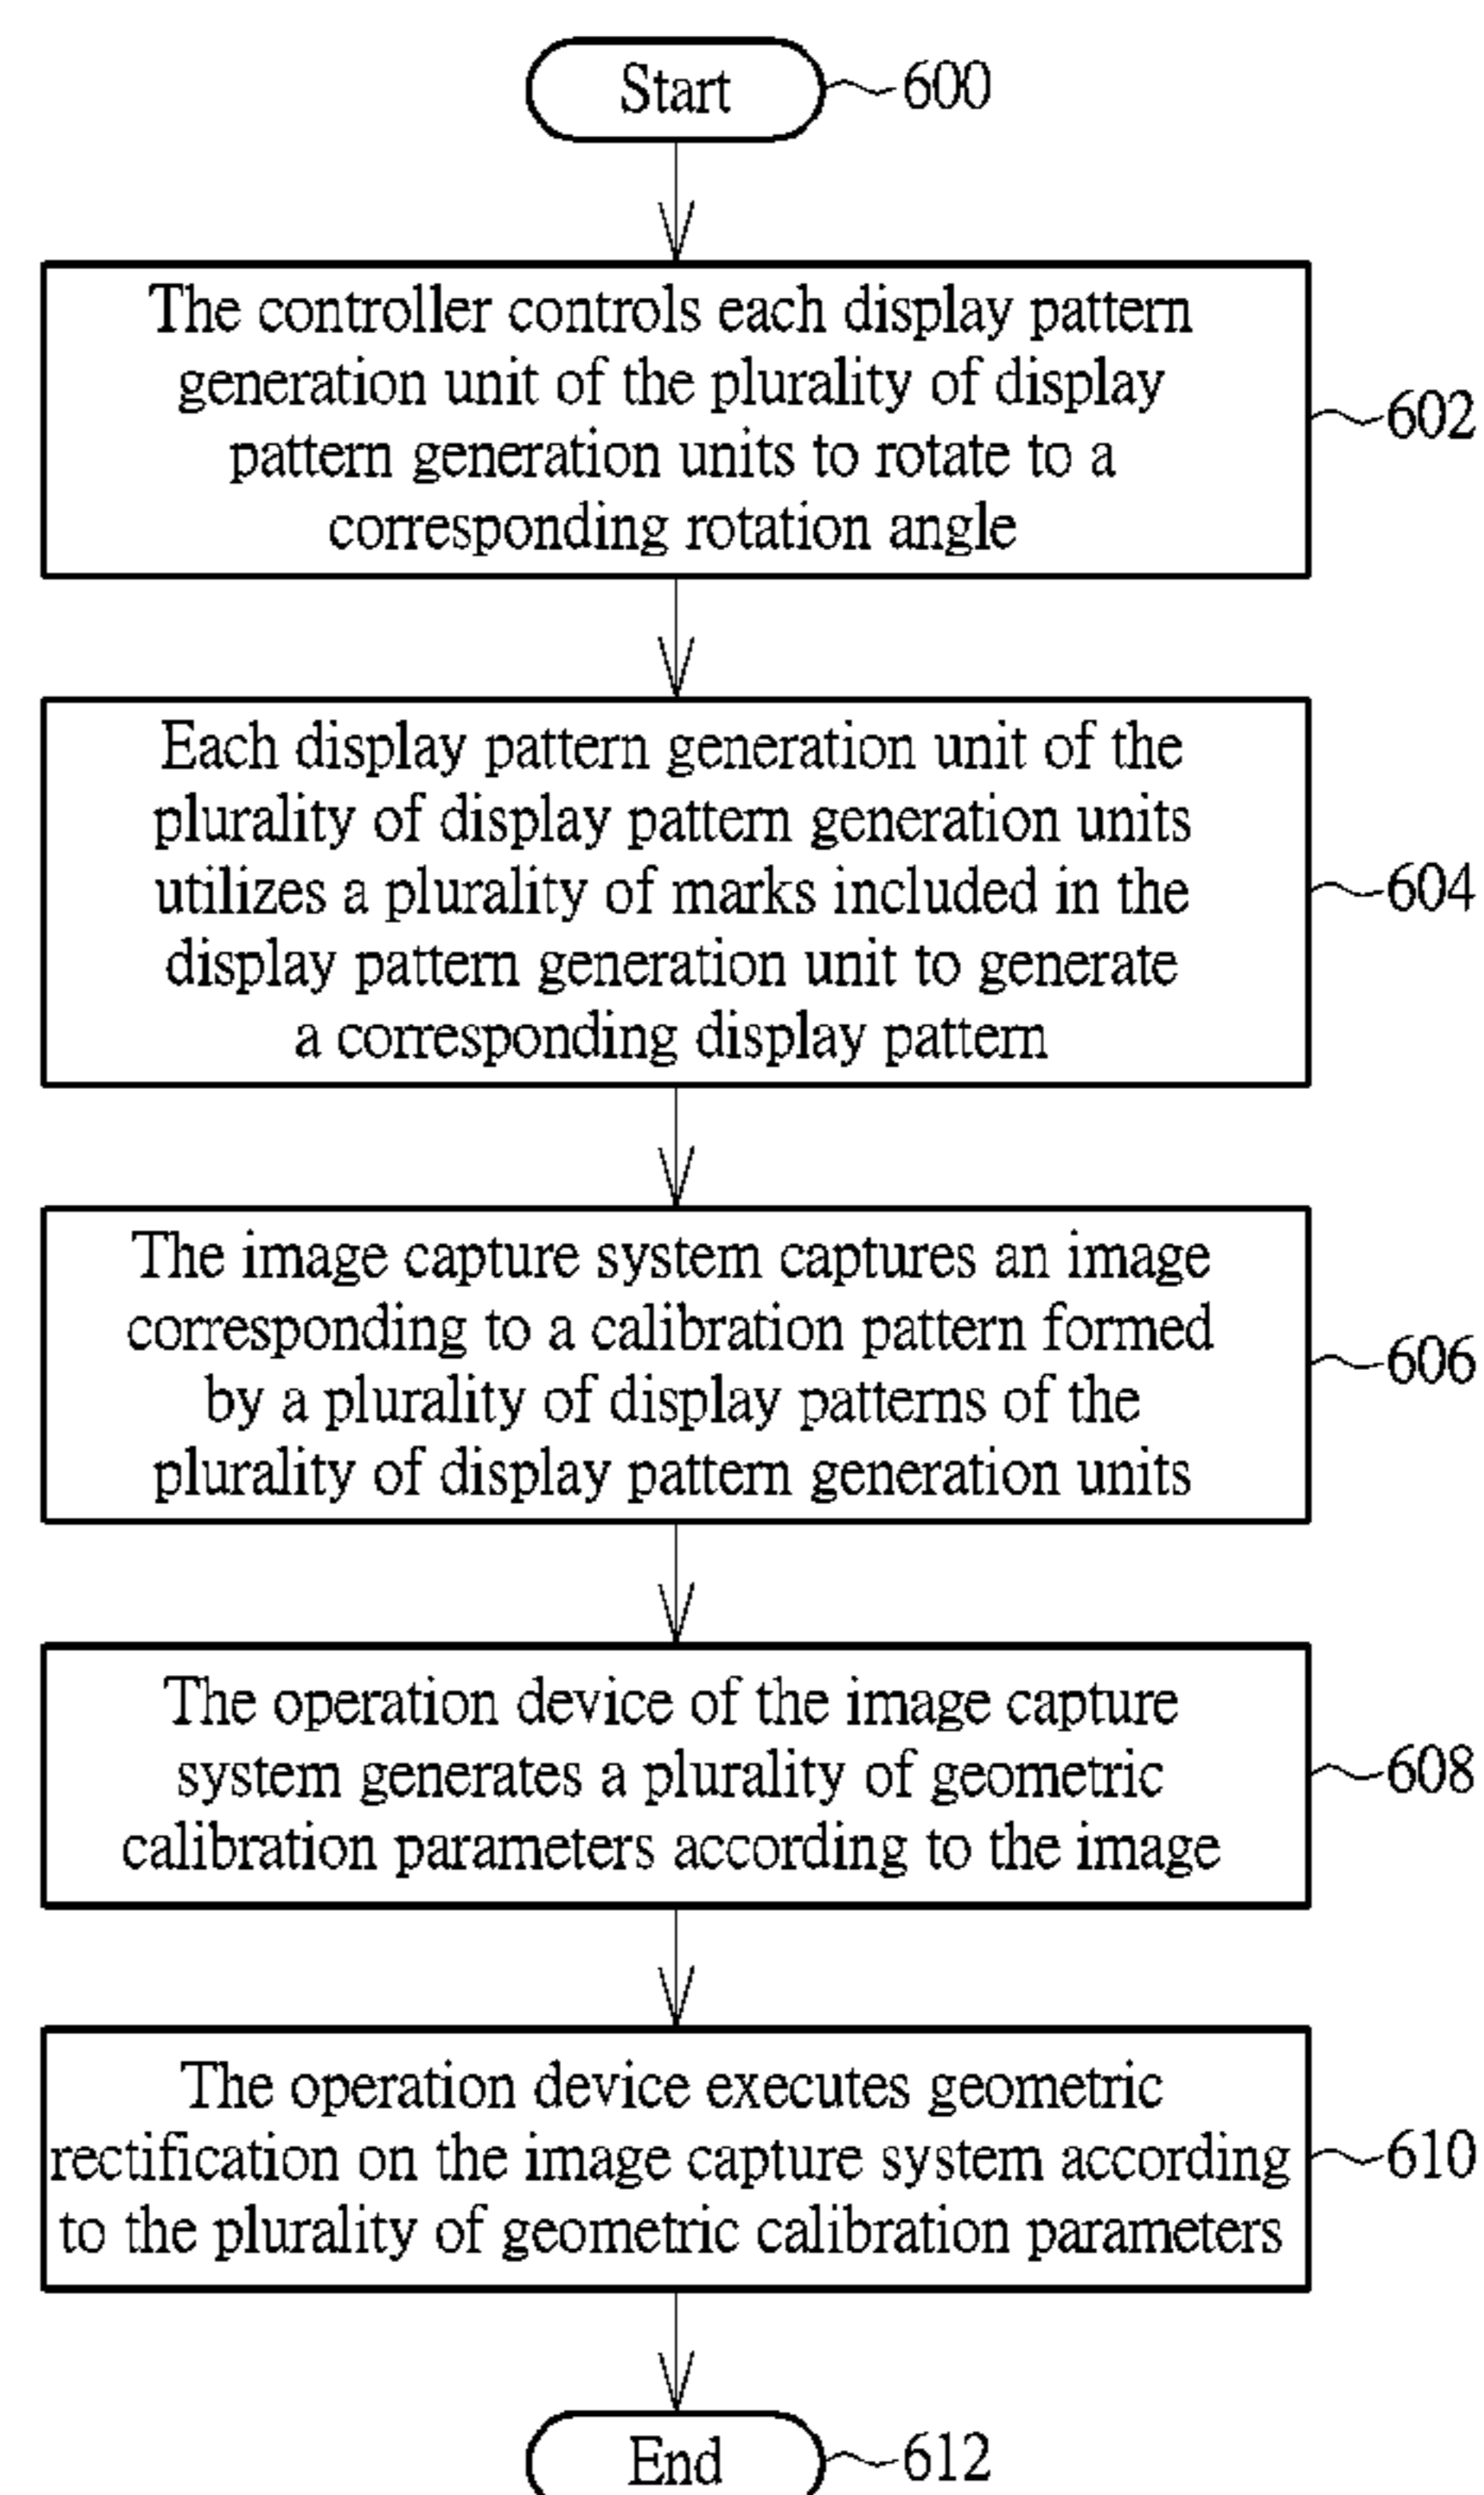 Start
600
The controller controls each display pattern
generation unit of the plurality of display
pattern generation units to rotate to a
corresponding rotation angle
602
Each display pattern generation unit of the
plurality of display pattern generation units
utilizes a plurality of marks included in the
display pattern generation unit to generate
a corresponding display pattern
604
The image capture system captures an image
corresponding to a calibration pattern formed
by a plurality of display patterns of the
plurality of display pattern generation units
606
The operation device of the image capture
system generates a plurality of geometric
calibration parameters according to the image
608
The operation device executes geometric
rectification on the image capture system according
to the plurality of geometric calibration parameters
610
End
612